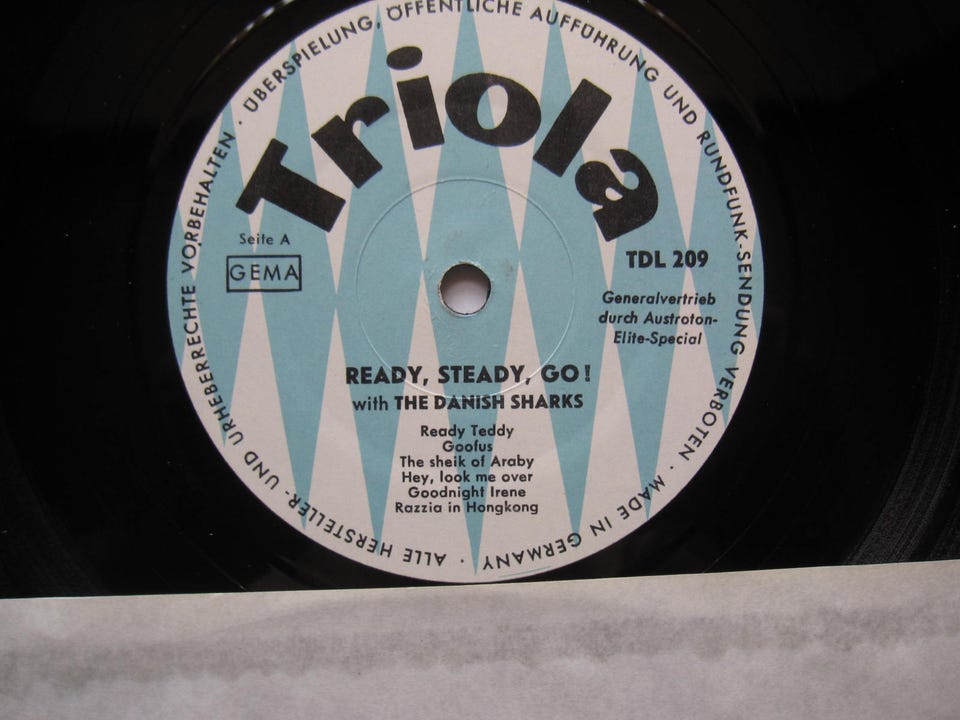 ALLE HERSTELLER- UND URHEBERRECHTE VORBEHALTEN · ÜBERSPIELUNG, ÖFFENTLICHE AUFFÜHRUNG UND RUNDFUNK-SENDUNG VERBOTEN · MADE IN GERMANY ·
Triola
Seite A
GEMA
TDL 209
Generalvertrieb
durch Austroton-
Elite-Special
READY, STEADY, GO!
with THE DANISH SHARKS
Ready Teddy
Goofus
The sheik of Araby
Hey, look me over
Goodnight Irene
Razzia in Hongkong